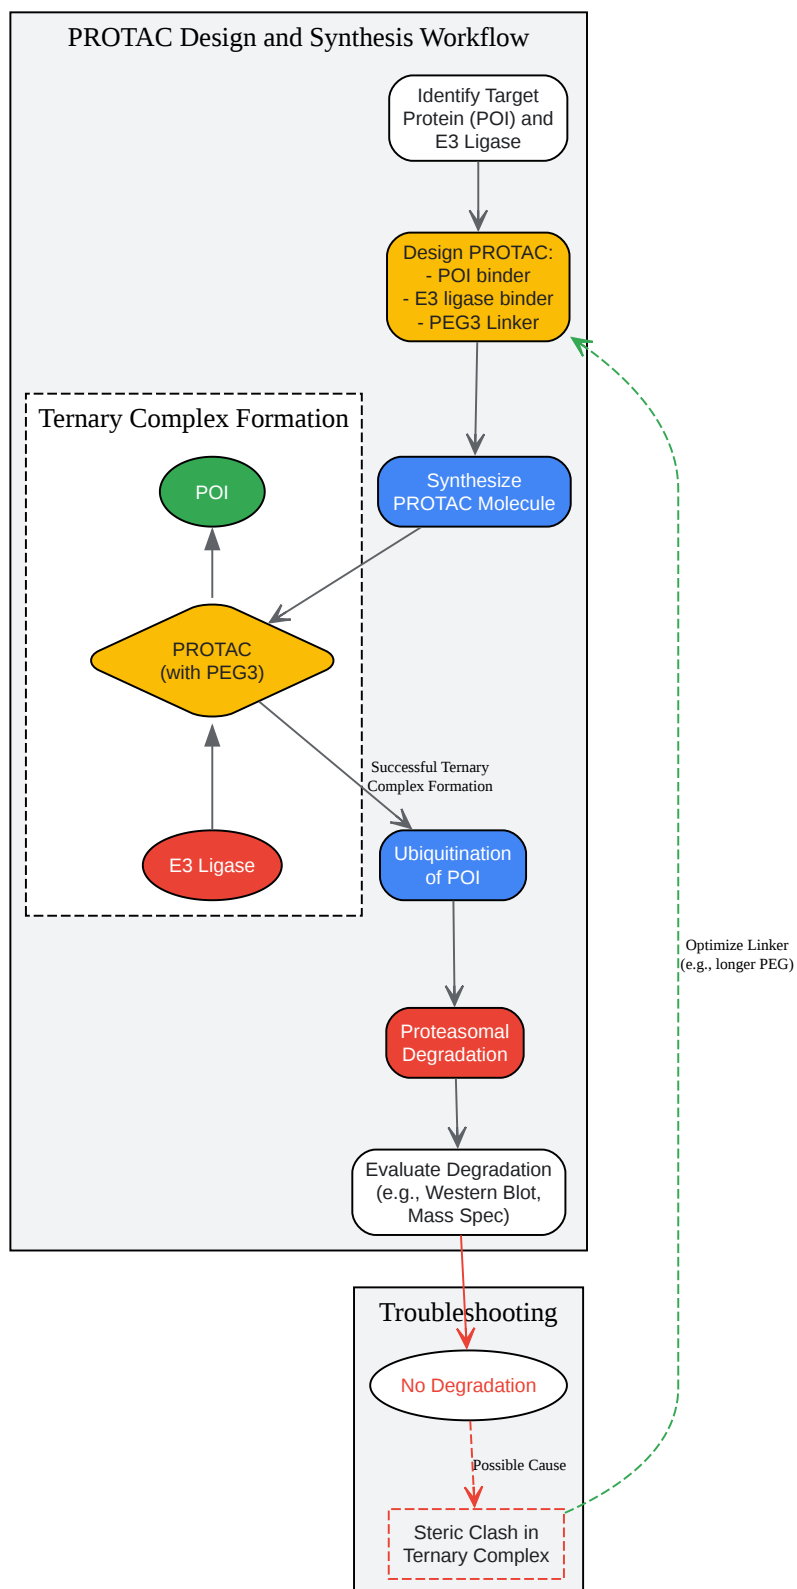 PROTAC Design and Synthesis Workflow
Identify Target
Protein (POI) and
E3 Ligase
Design PROTAC:
- POI binder
- E3 ligase binder
- PEG3 Linker
Ternary Complex Formation
POI
Synthesize
PROTAC Molecule
PROTAC
(with PEG3)
Successful Ternary
Complex Formation
E3 Ligase
Ubiquitination
of POI
Optimize Linker
(e.g., longer PEG)
Proteasomal
Degradation
Evaluate Degradation
(e.g., Western Blot,
Mass Spec)
Troubleshooting
No Degradation
Possible Cause
Steric Clash in
Ternary Complex